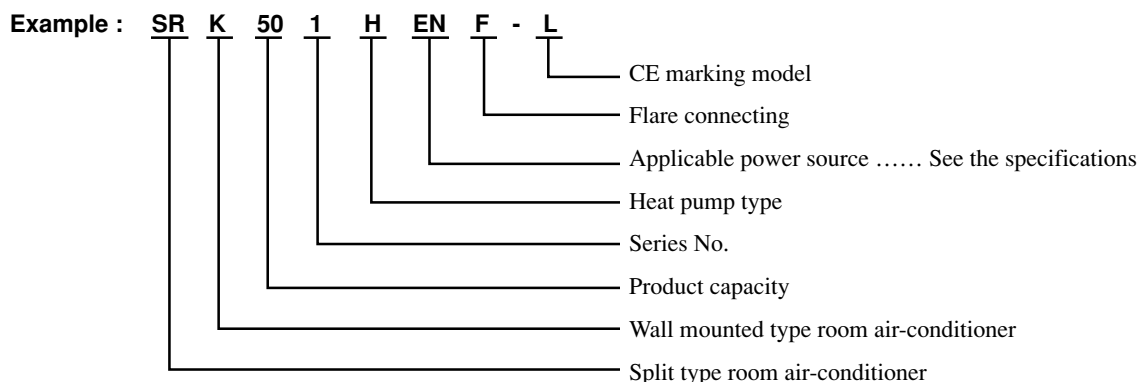 Example : SR K 50 1 H EN F - L
CE marking model
Flare connecting
Applicable power source …… See the specifications
Heat pump type
Series No.
Product capacity
Wall mounted type room air-conditioner
Split type room air-conditioner